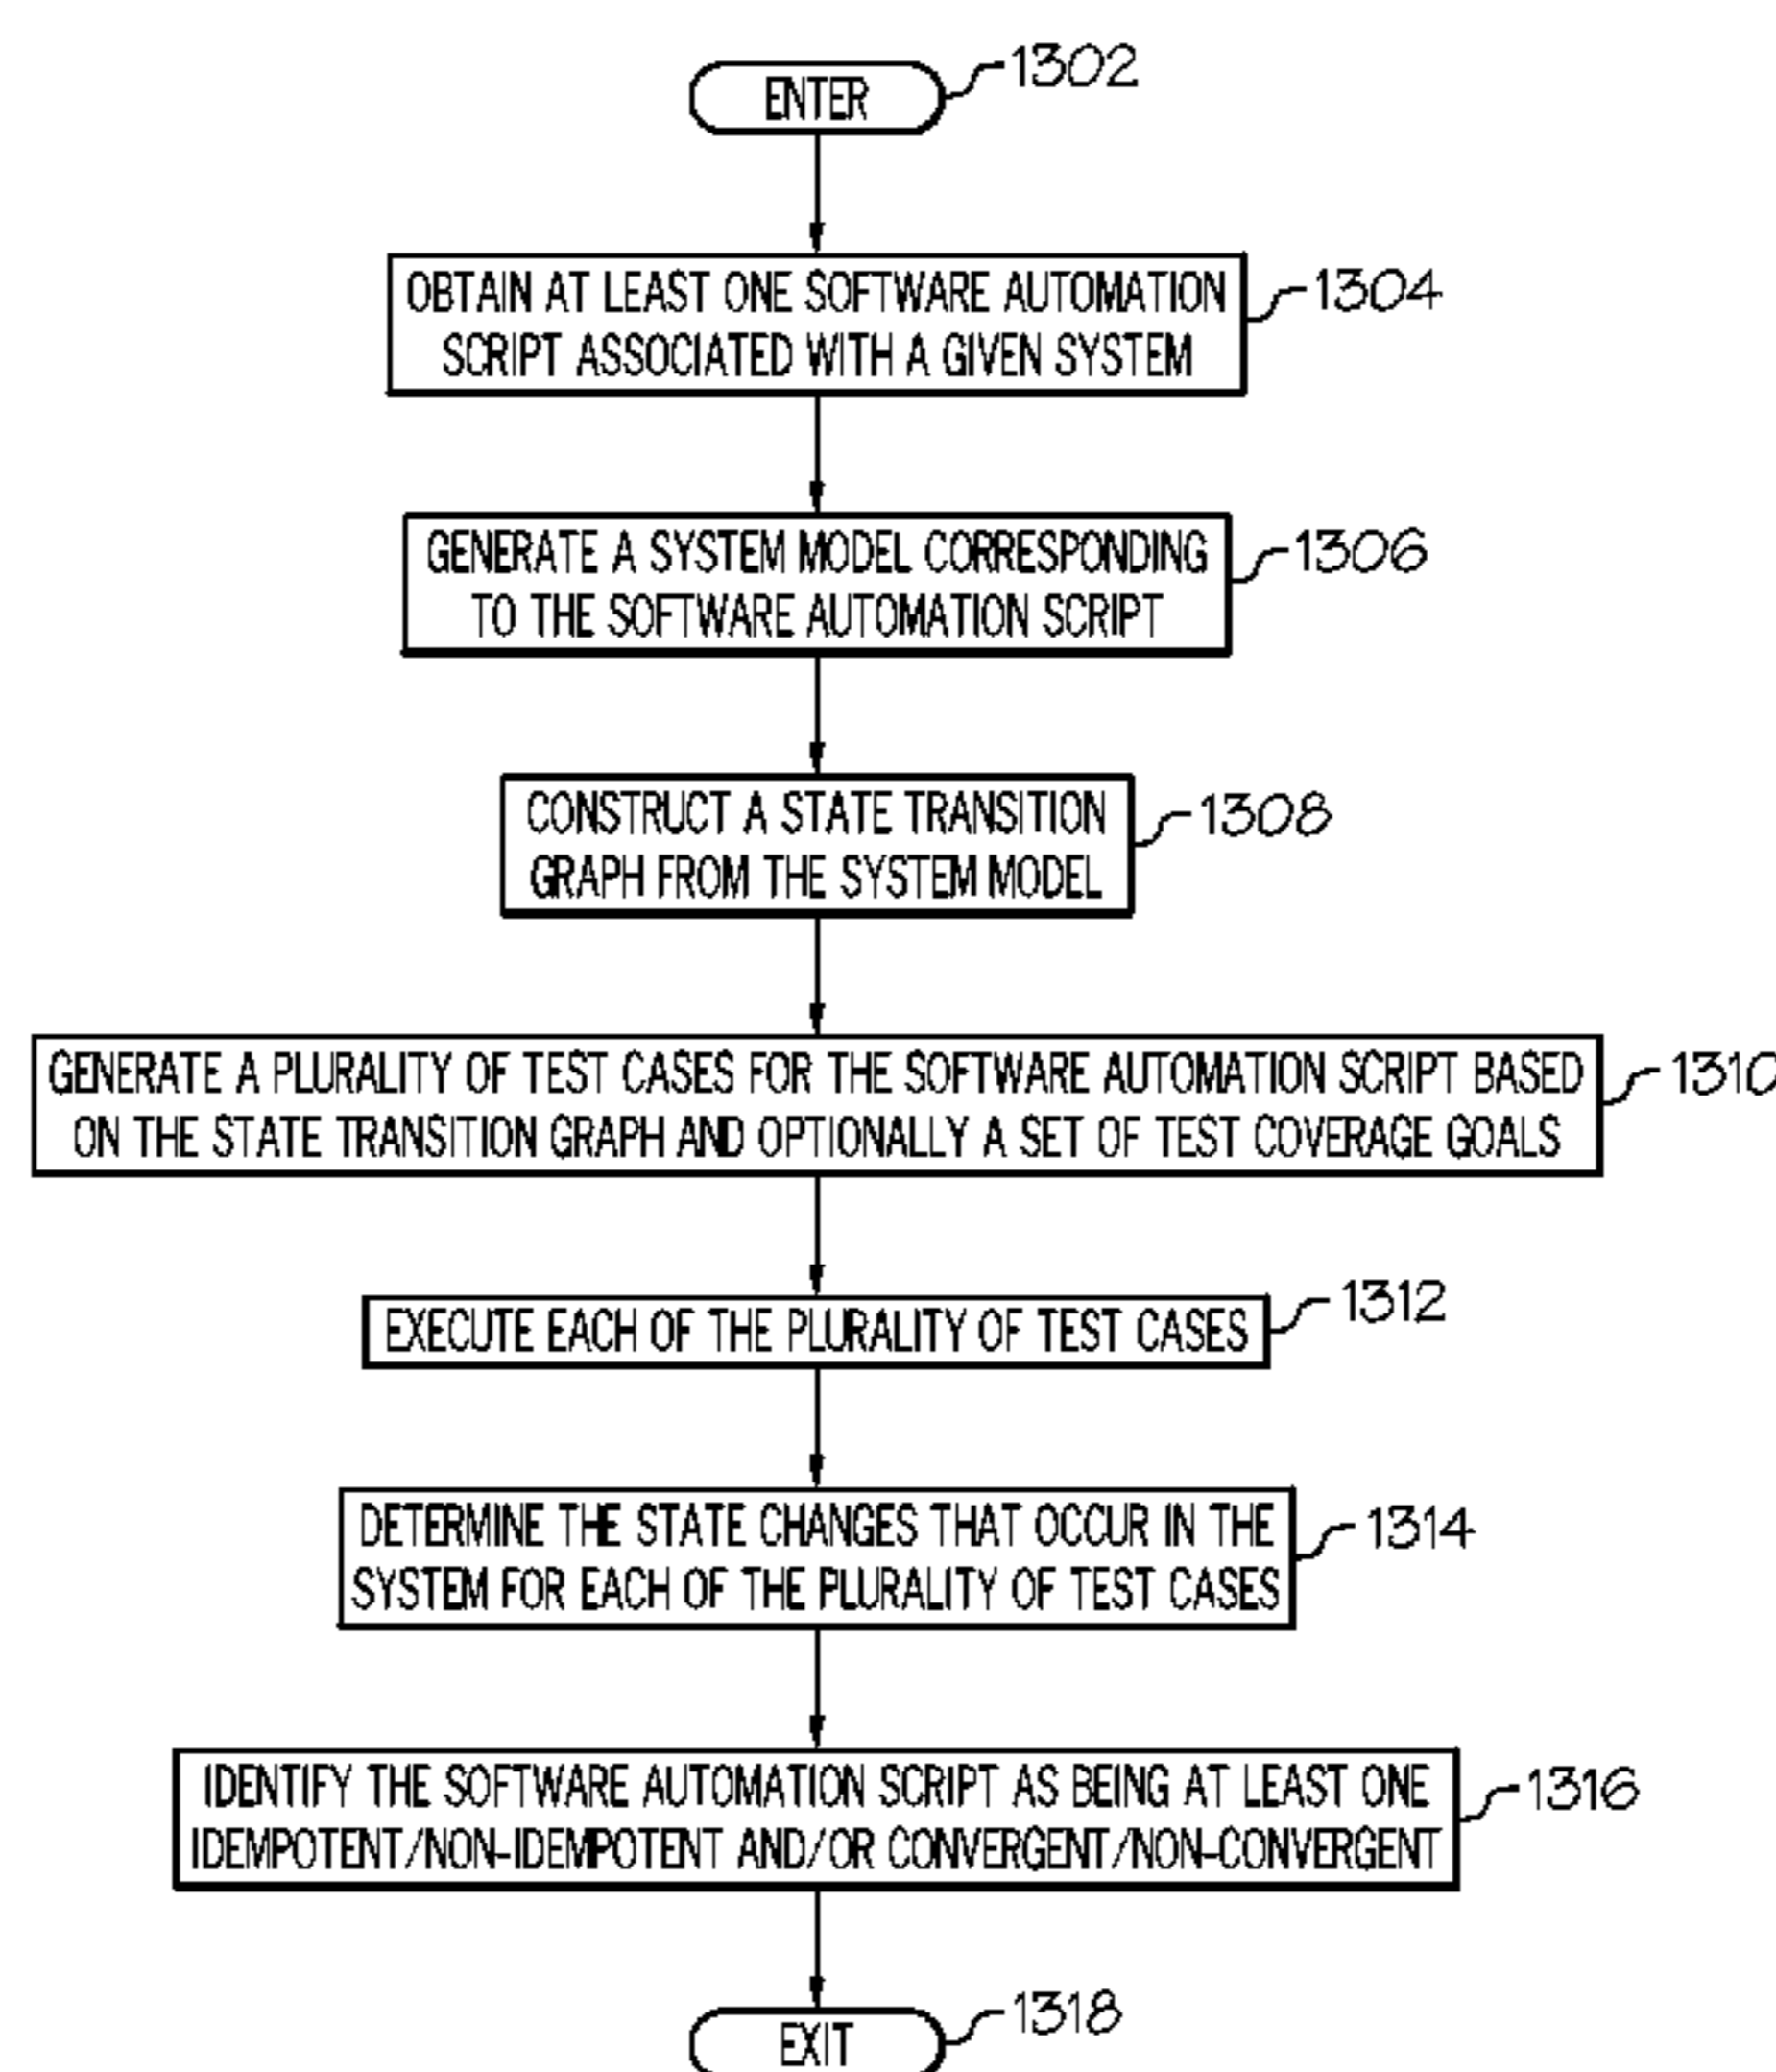 ENTER
1302
OBTAIN AT LEAST ONE SOFTWARE AUTOMATION
SCRIPT ASSOCIATED WITH A GIVEN SYSTEM
1304
GENERATE A SYSTEM MODEL CORRESPONDING
TO THE SOFTWARE AUTOMATION SCRIPT
1306
CONSTRUCT A STATE TRANSITION
GRAPH FROM THE SYSTEM MODEL
1308
GENERATE A PLURALITY OF TEST CASES FOR THE SOFTWARE AUTOMATION SCRIPT BASED
ON THE STATE TRANSITION GRAPH AND OPTIONALLY A SET OF TEST COVERAGE GOALS
1310
EXECUTE EACH OF THE PLURALITY OF TEST CASES
1312
DETERMINE THE STATE CHANGES THAT OCCUR IN THE
SYSTEM FOR EACH OF THE PLURALITY OF TEST CASES
1314
IDENTIFY THE SOFTWARE AUTOMATION SCRIPT AS BEING AT LEAST ONE
IDEMPOTENT/NON-IDEMPOTENT AND/OR CONVERGENT/NON-CONVERGENT
1316
EXIT
1318